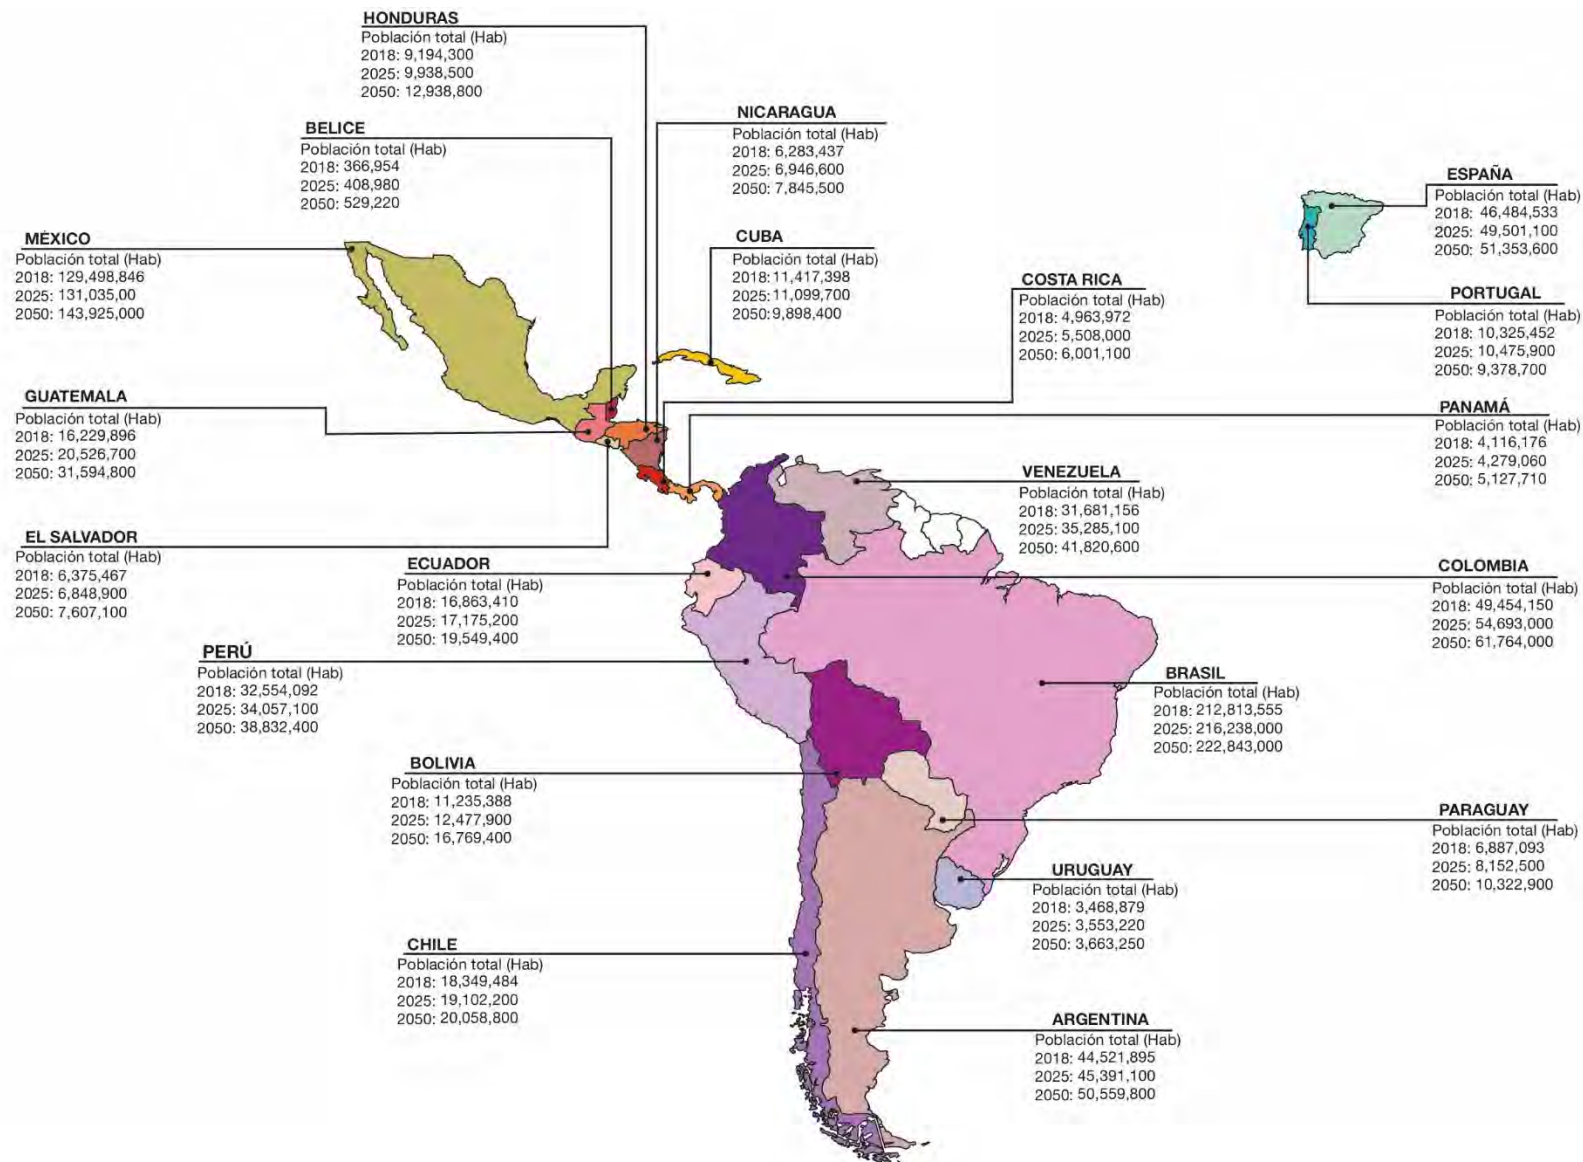 HONDURAS
Población total (Hab)
2018: 9,194,300
2025: 9,938,500
2050: 12,938,800
NICARAGUA
Población total (Hab)
2018: 6,283,437
2025: 6,946,600
2050: 7,845,500
BELICE
Población total (Hab)
2018: 366,954
2025: 408,980
2050: 529,220
ESPAÑA
Población total (Hab)
2018: 46,484,533
2025: 49,501,100
2050: 51,353,600
MÉXICO
Población total (Hab)
2018: 129,498,846
2025: 131,035,00
2050: 143,925,000
CUBA
Población total (Hab)
2018: 11,417,398
2025: 11,099,700
2050: 9,898,400
COSTA RICA
Población total (Hab)
2018: 4,963,972
2025: 5,508,000
2050: 6,001,100
PORTUGAL
Población total (Hab)
2018: 10,325,452
2025: 10,475,900
2050: 9,378,700
GUATEMALA
Población total (Hab)
2018: 16,229,896
2025: 20,526,700
2050: 31,594,800
PANAMÁ
Población total (Hab)
2018: 4,116,176
2025: 4,279,060
2050: 5,127,710
VENEZUELA
Población total (Hab)
2018: 31,681,156
2025: 35,285,100
2050: 41,820,600
EL SALVADOR
Población total (Hab)
2018: 6,375,467
2025: 6,848,900
2050: 7,607,100
ECUADOR
Población total (Hab)
2018: 16,863,410
2025: 17,175,200
2050: 19,549,400
COLOMBIA
Población total (Hab)
2018: 49,454,150
2025: 54,693,000
2050: 61,764,000
PERÚ
Población total (Hab)
2018: 32,554,092
2025: 34,057,100
2050: 38,832,400
BRASIL
Población total (Hab)
2018: 212,813,555
2025: 216,238,000
2050: 222,843,000
BOLIVIA
Población total (Hab)
2018: 11,235,388
2025: 12,477,900
2050: 16,769,400
PARAGUAY
Población total (Hab)
2018: 6,887,093
2025: 8,152,500
2050: 10,322,900
URUGUAY
Población total (Hab)
2018: 3,468,879
2025: 3,553,220
2050: 3,663,250
CHILE
Población total (Hab)
2018: 18,349,484
2025: 19,102,200
2050: 20,058,800
ARGENTINA
Población total (Hab)
2018: 44,521,895
2025: 45,391,100
2050: 50,559,800